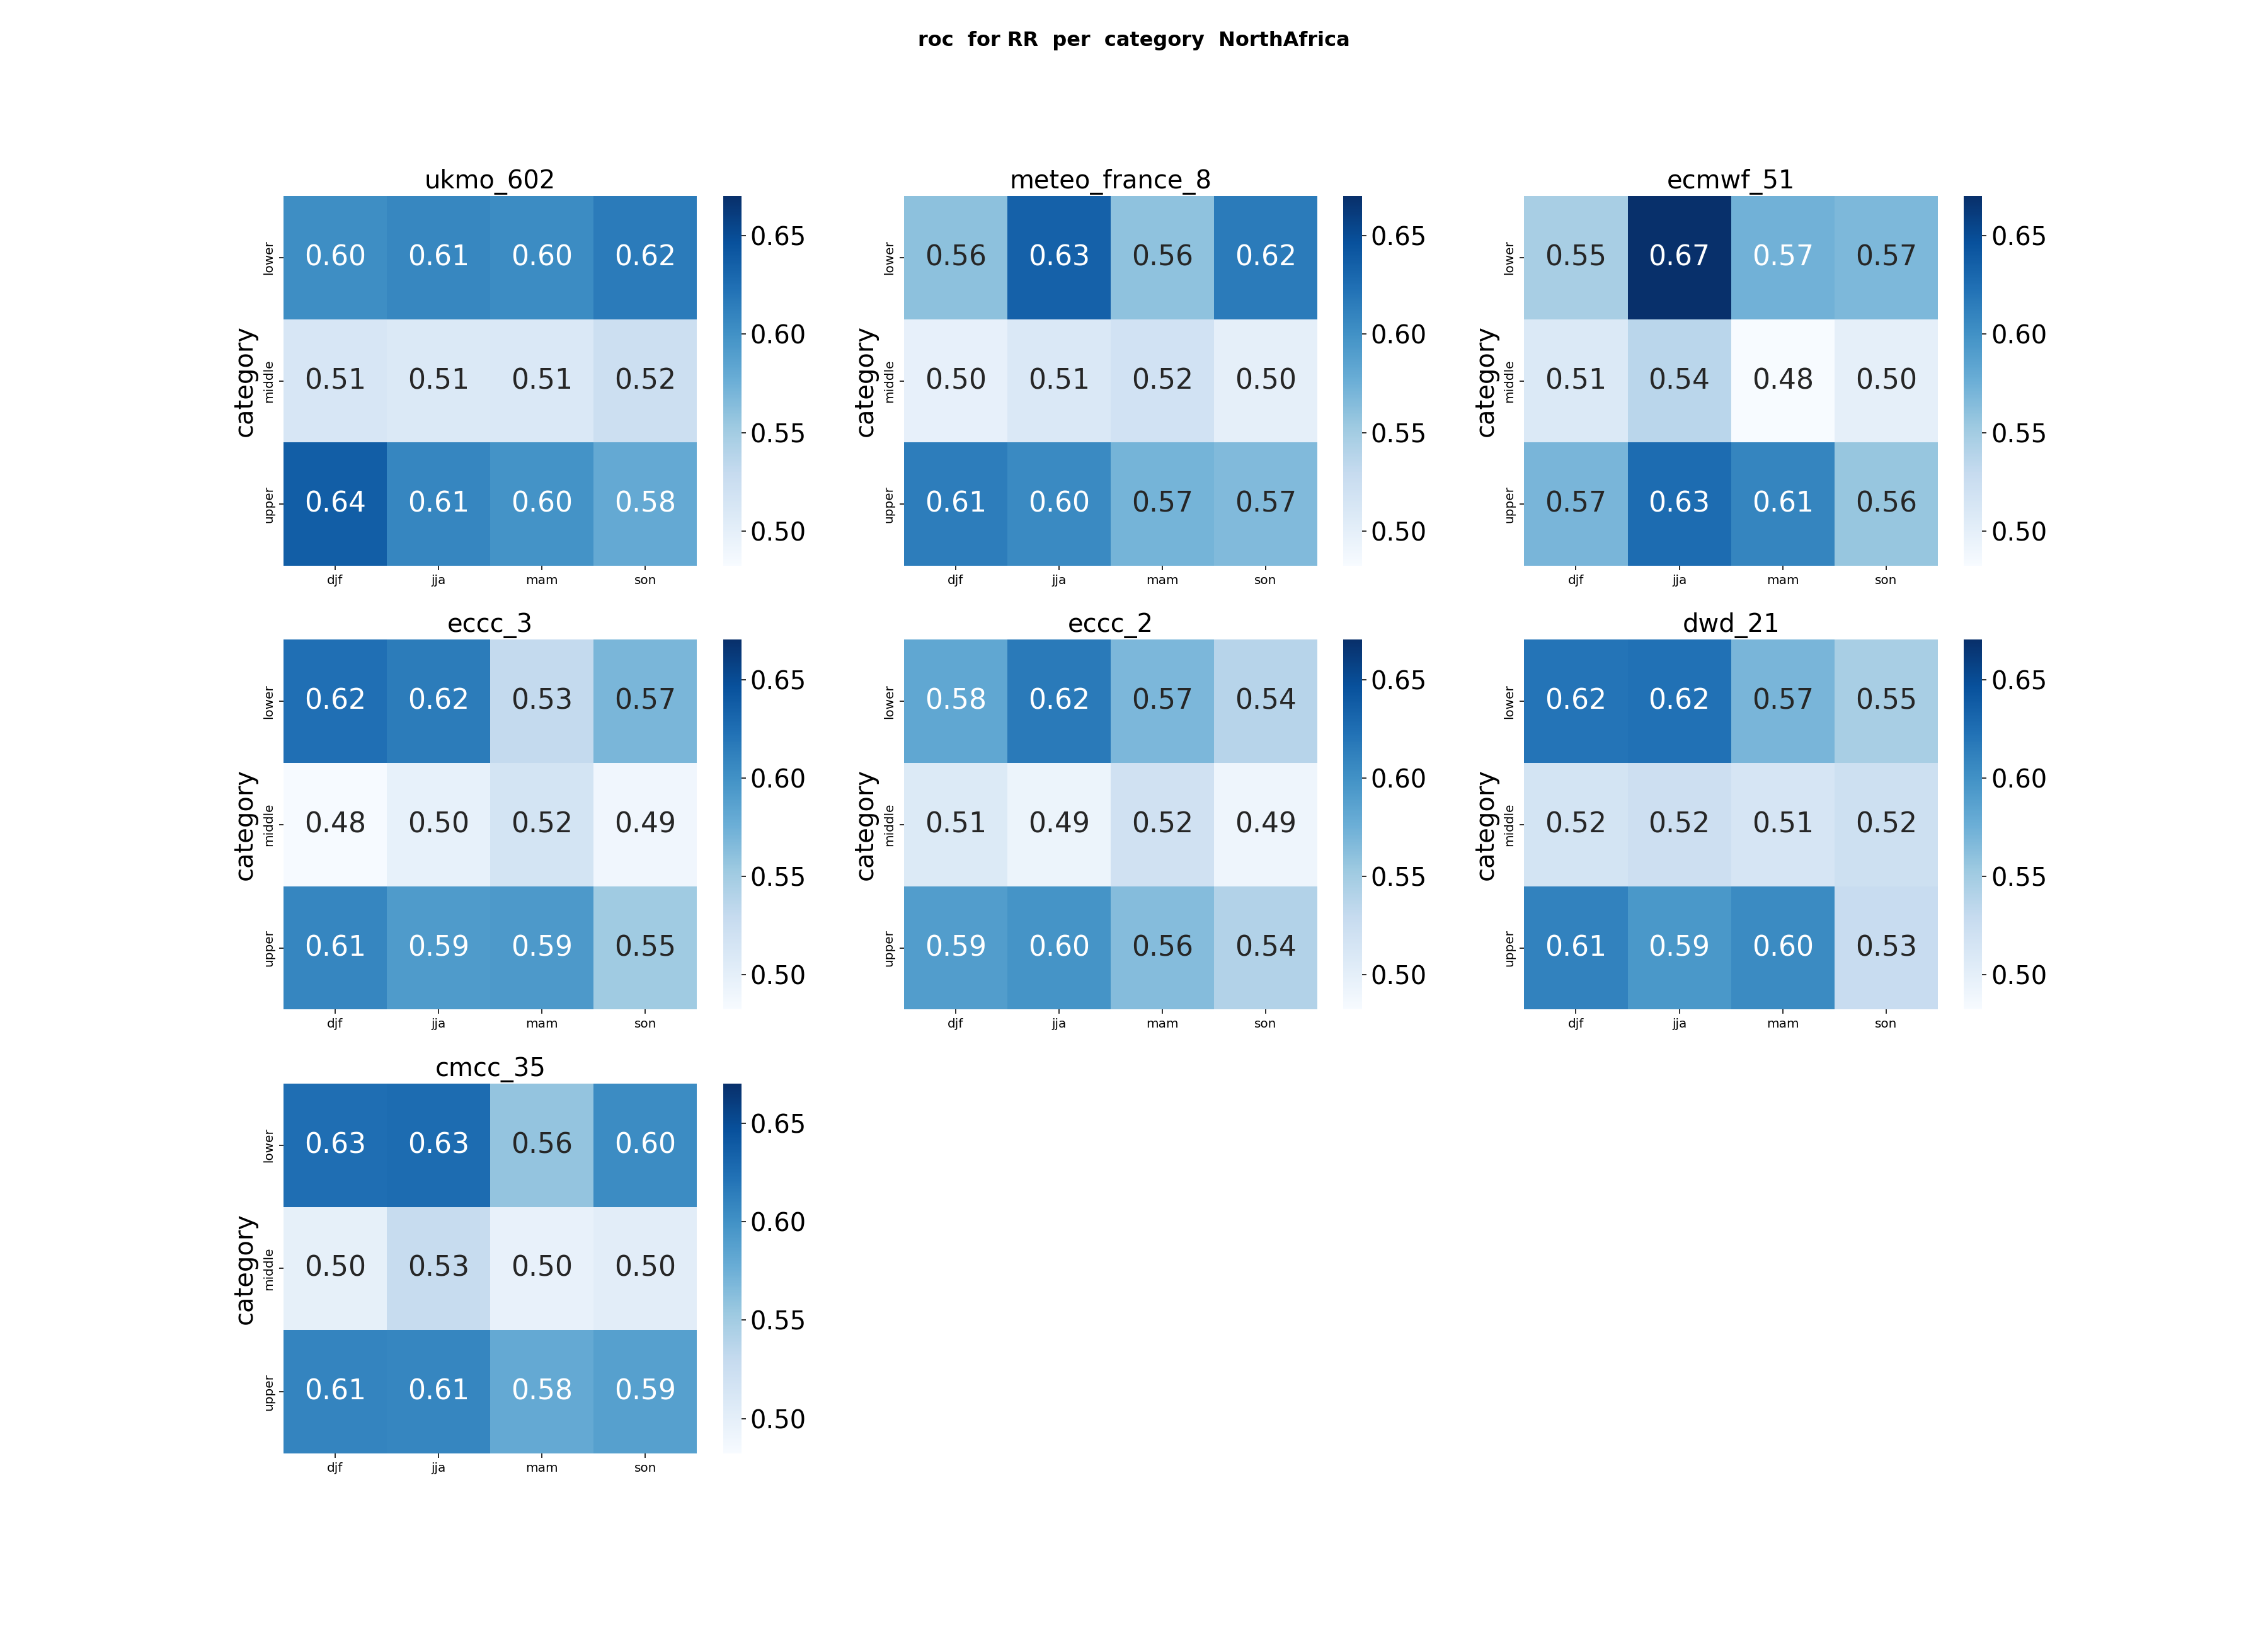 roc  for RR  per  category  NorthAfrica
ukmo_602
category
lower
middle
upper
0.60 0.61 0.60 0.62
0.51 0.51 0.51 0.52
0.64 0.61 0.60 0.58
djf jja mam son
0.65
0.60
0.55
0.50
meteo_france_8
category
lower
middle
upper
0.56 0.63 0.56 0.62
0.50 0.51 0.52 0.50
0.61 0.60 0.57 0.57
djf jja mam son
0.65
0.60
0.55
0.50
ecmwf_51
category
lower
middle
upper
0.55 0.67 0.57 0.57
0.51 0.54 0.48 0.50
0.57 0.63 0.61 0.56
djf jja mam son
0.65
0.60
0.55
0.50
eccc_3
category
lower
middle
upper
0.62 0.62 0.53 0.57
0.48 0.50 0.52 0.49
0.61 0.59 0.59 0.55
djf jja mam son
0.65
0.60
0.55
0.50
eccc_2
category
lower
middle
upper
0.58 0.62 0.57 0.54
0.51 0.49 0.52 0.49
0.59 0.60 0.56 0.54
djf jja mam son
0.65
0.60
0.55
0.50
dwd_21
category
lower
middle
upper
0.62 0.62 0.57 0.55
0.52 0.52 0.51 0.52
0.61 0.59 0.60 0.53
djf jja mam son
0.65
0.60
0.55
0.50
cmcc_35
category
lower
middle
upper
0.63 0.63 0.56 0.60
0.50 0.53 0.50 0.50
0.61 0.61 0.58 0.59
djf jja mam son
0.65
0.60
0.55
0.50